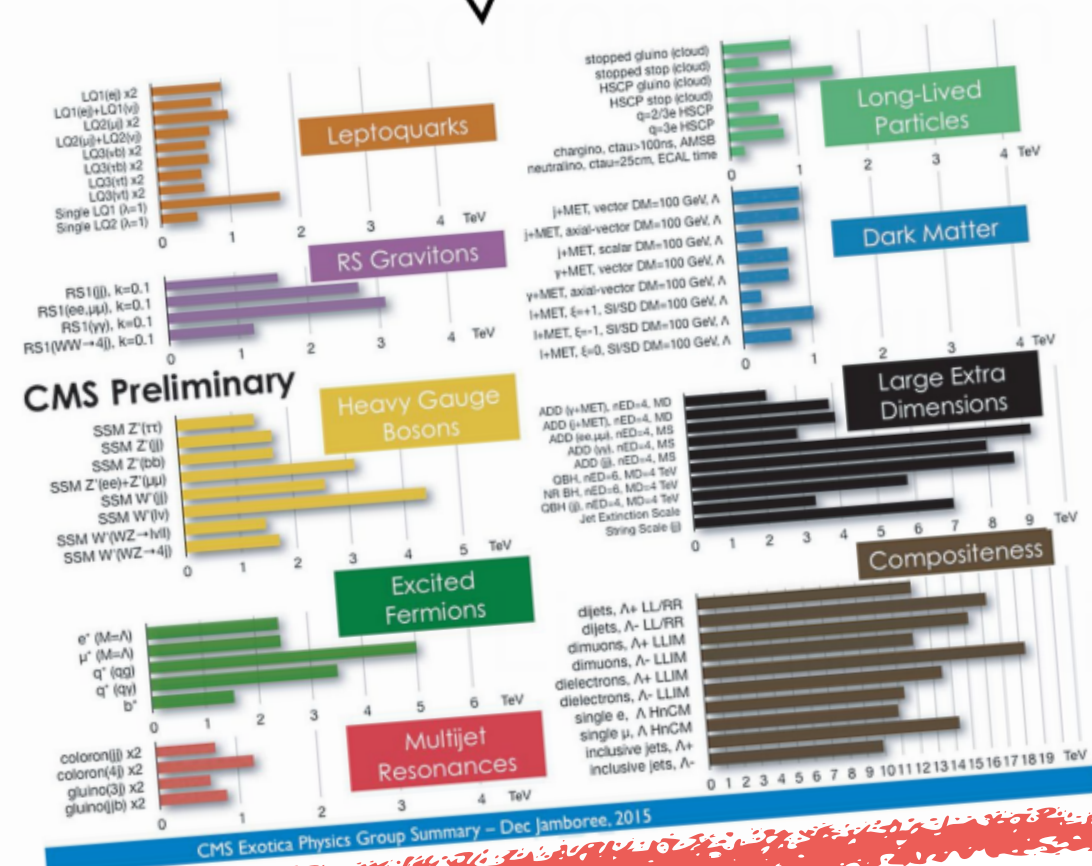 LQ1(ej) x2
LQ1(ej)+LQ1(νj)
LQ2(μj) x2
LQ2(μj)+LQ2(νj)
LQ3(νb) x2
LQ3(τb) x2
LQ3(τt) x2
LQ3(νt) x2
Single LQ1 (λ=1)
Single LQ2 (λ=1)
Leptoquarks
0 1 2 3 4 TeV
RS Gravitons
RS1(jj), k=0.1
RS1(ee,μμ), k=0.1
RS1(γγ), k=0.1
RS1(WW→4j), k=0.1
0 1 2 3 4 TeV
CMS Preliminary
Heavy Gauge
Bosons
SSM Z'(ττ)
SSM Z'(jj)
SSM Z'(bb)
SSM Z'(ee)+Z'(μμ)
SSM W'(jj)
SSM W'(lν)
SSM W'(WZ→lνll)
SSM W'(WZ→4j)
0 1 2 3 4 5 TeV
Excited
Fermions
e* (M=Λ)
μ* (M=Λ)
q* (qg)
q* (qγ)
b*
0 1 2 3 4 5 6 TeV
Multijet
Resonances
coloron(jj) x2
coloron(4j) x2
gluino(3j) x2
gluino(jjb) x2
0 1 2 3 4 TeV
stopped gluino (cloud)
stopped stop (cloud)
HSCP gluino (cloud)
HSCP stop (cloud)
q=2/3e HSCP
q=3e HSCP
chargino, ctau>100ns, AMSB
neutralino, ctau=25cm, ECAL time
Long-Lived
Particles
0 1 2 3 4 TeV
j+MET, vector DM=100 GeV, Λ
j+MET, axial-vector DM=100 GeV, Λ
j+MET, scalar DM=100 GeV, Λ
γ+MET, vector DM=100 GeV, Λ
γ+MET, axial-vector DM=100 GeV, Λ
l+MET, ξ=+1, SI/SD DM=100 GeV, Λ
l+MET, ξ=-1, SI/SD DM=100 GeV, Λ
l+MET, ξ=0, SI/SD DM=100 GeV, Λ
Dark Matter
0 1 2 3 4 TeV
Large Extra
Dimensions
ADD (γ+MET), nED=4, MD
ADD (j+MET), nED=4, MD
ADD (ee,μμ), nED=4, MS
ADD (γγ), nED=4, MS
ADD (jj), nED=4, MS
QBH, nED=6, MD=4 TeV
NR BH, nED=6, MD=4 TeV
QBH (jj), nED=4, MD=4 TeV
Jet Extinction Scale
String Scale (jj)
0 1 2 3 4 5 6 7 8 9 TeV
Compositeness
dijets, Λ+ LL/RR
dijets, Λ- LL/RR
dimuons, Λ+ LLIM
dimuons, Λ- LLIM
dielectrons, Λ+ LLIM
dielectrons, Λ- LLIM
single e, Λ HnCM
single μ, Λ HnCM
inclusive jets, Λ+
inclusive jets, Λ-
0 1 2 3 4 5 6 7 8 9 10 11 12 13 14 15 16 17 18 19 TeV
CMS Exotica Physics Group Summary – Dec Jamboree, 2015